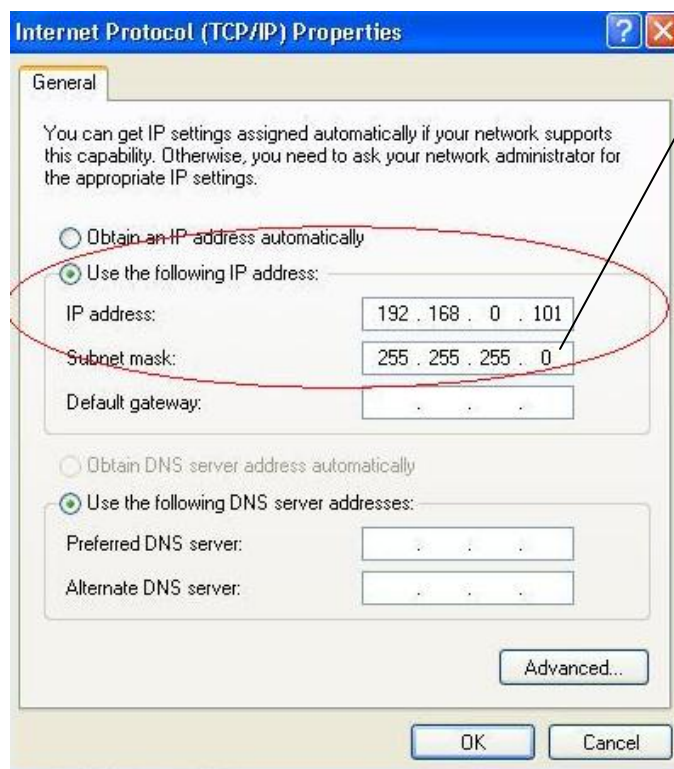 Internet Protocol (TCP/IP) Properties
General
You can get IP settings assigned automatically if your network supports
this capability. Otherwise, you need to ask your network administrator for
the appropriate IP settings.
Obtain an IP address automatically
Use the following IP address:
IP address: 192 . 168 . 0 . 101
Subnet mask: 255 . 255 . 255 . 0
Default gateway: . . .
Obtain DNS server address automatically
Use the following DNS server addresses:
Preferred DNS server: . . .
Alternate DNS server: . . .
Advanced...
OK Cancel